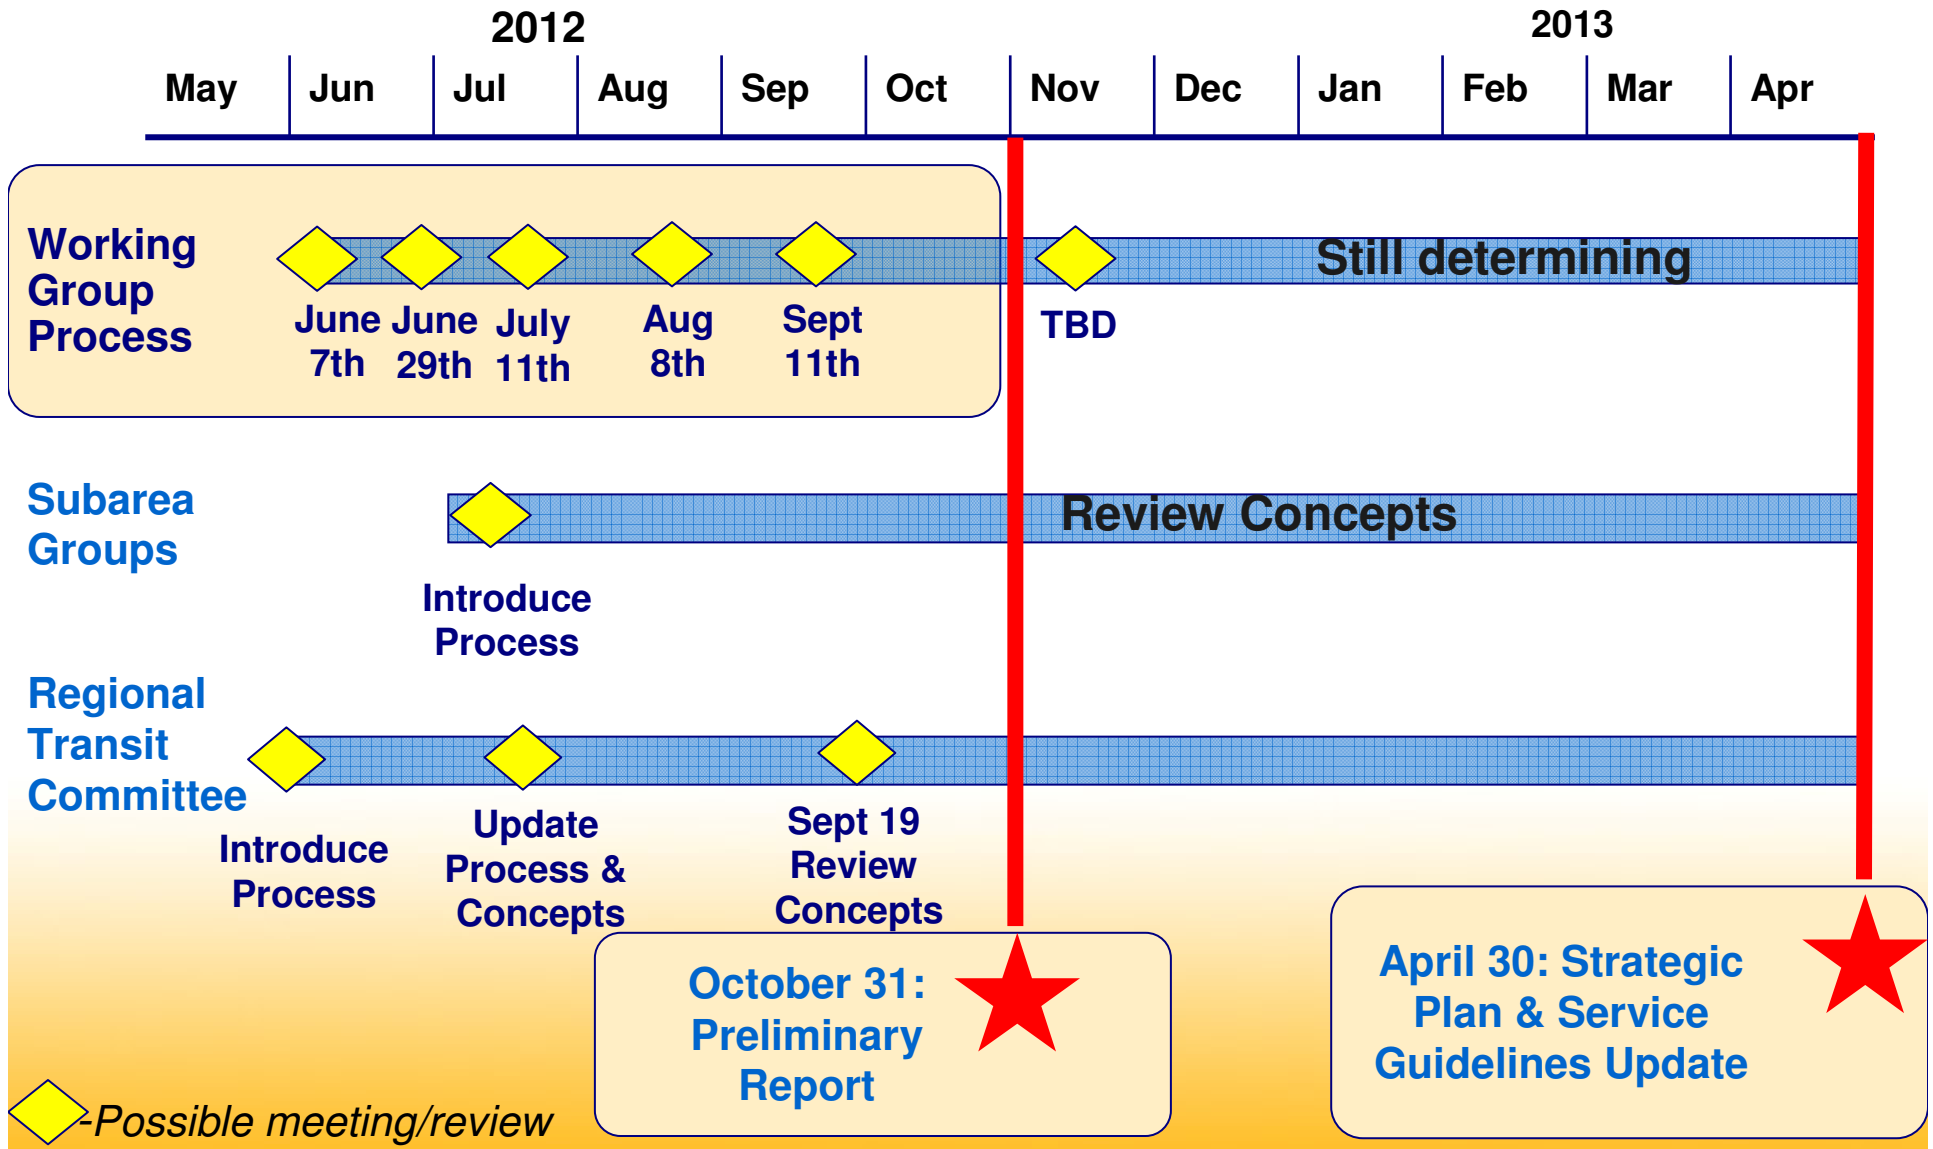 2012
2013
May Jun Jul Aug Sep Oct Nov Dec Jan Feb Mar Apr
Working
Group
Process
Still determining
June
7th
June
29th
July
11th
Aug
8th
Sept
11th
TBD
Subarea
Groups
Review Concepts
Introduce
Process
Regional
Transit
Committee
Introduce
Process
Update
Process &
Concepts
Sept 19
Review
Concepts
October 31:
Preliminary
Report
April 30: Strategic
Plan & Service
Guidelines Update
-Possible meeting/review